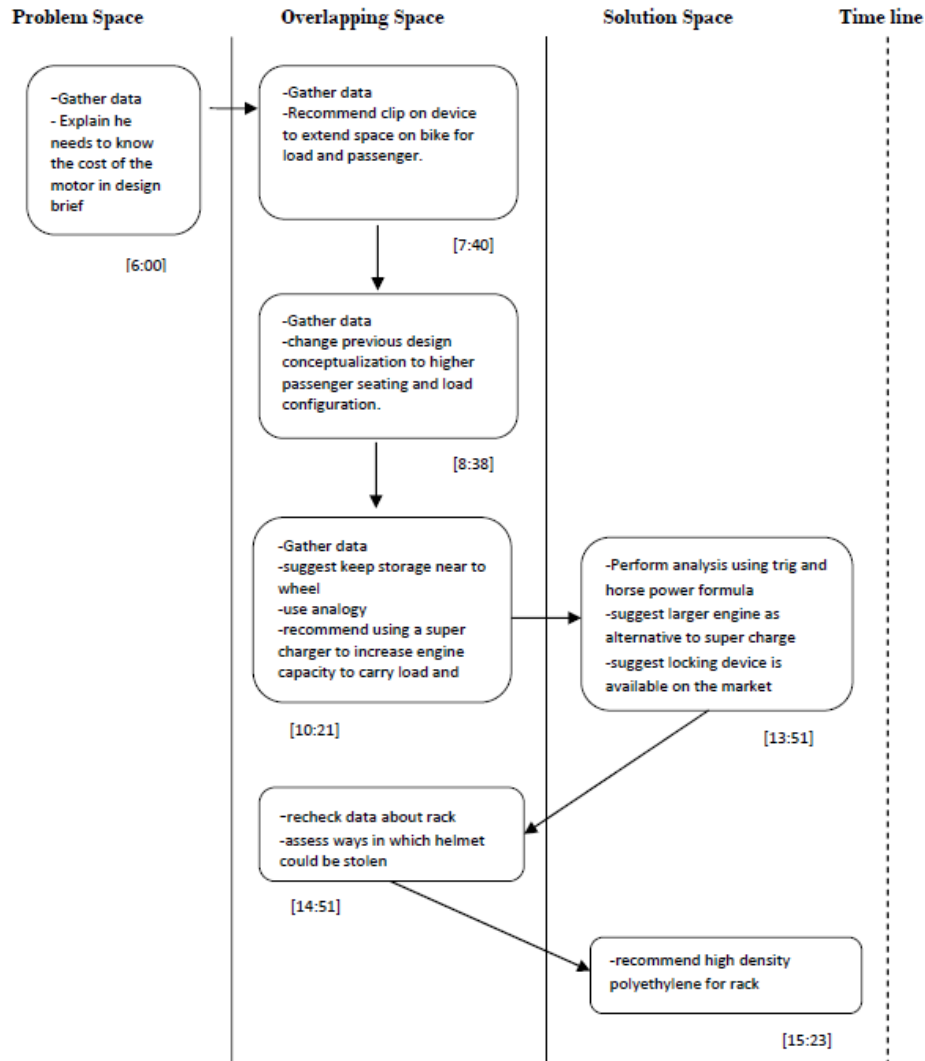 Problem Space
Overlapping Space
Solution Space
Time line
-Gather data
- Explain he
needs to know
the cost of the
motor in design
brief
[6:00]
-Gather data
-Recommend clip on device
to extend space on bike for
load and passenger.
[7:40]
-Gather data
-change previous design
conceptualization to higher
passenger seating and load
configuration.
[8:38]
-Gather data
-suggest keep storage near to
wheel
-use analogy
-recommend using a super
charger to increase engine
capacity to carry load and
[10:21]
-Perform analysis using trig and
horse power formula
-suggest larger engine as
alternative to super charge
-suggest locking device is
available on the market
[13:51]
-recheck data about rack
-assess ways in which helmet
could be stolen
[14:51]
-recommend high density
polyethylene for rack
[15:23]